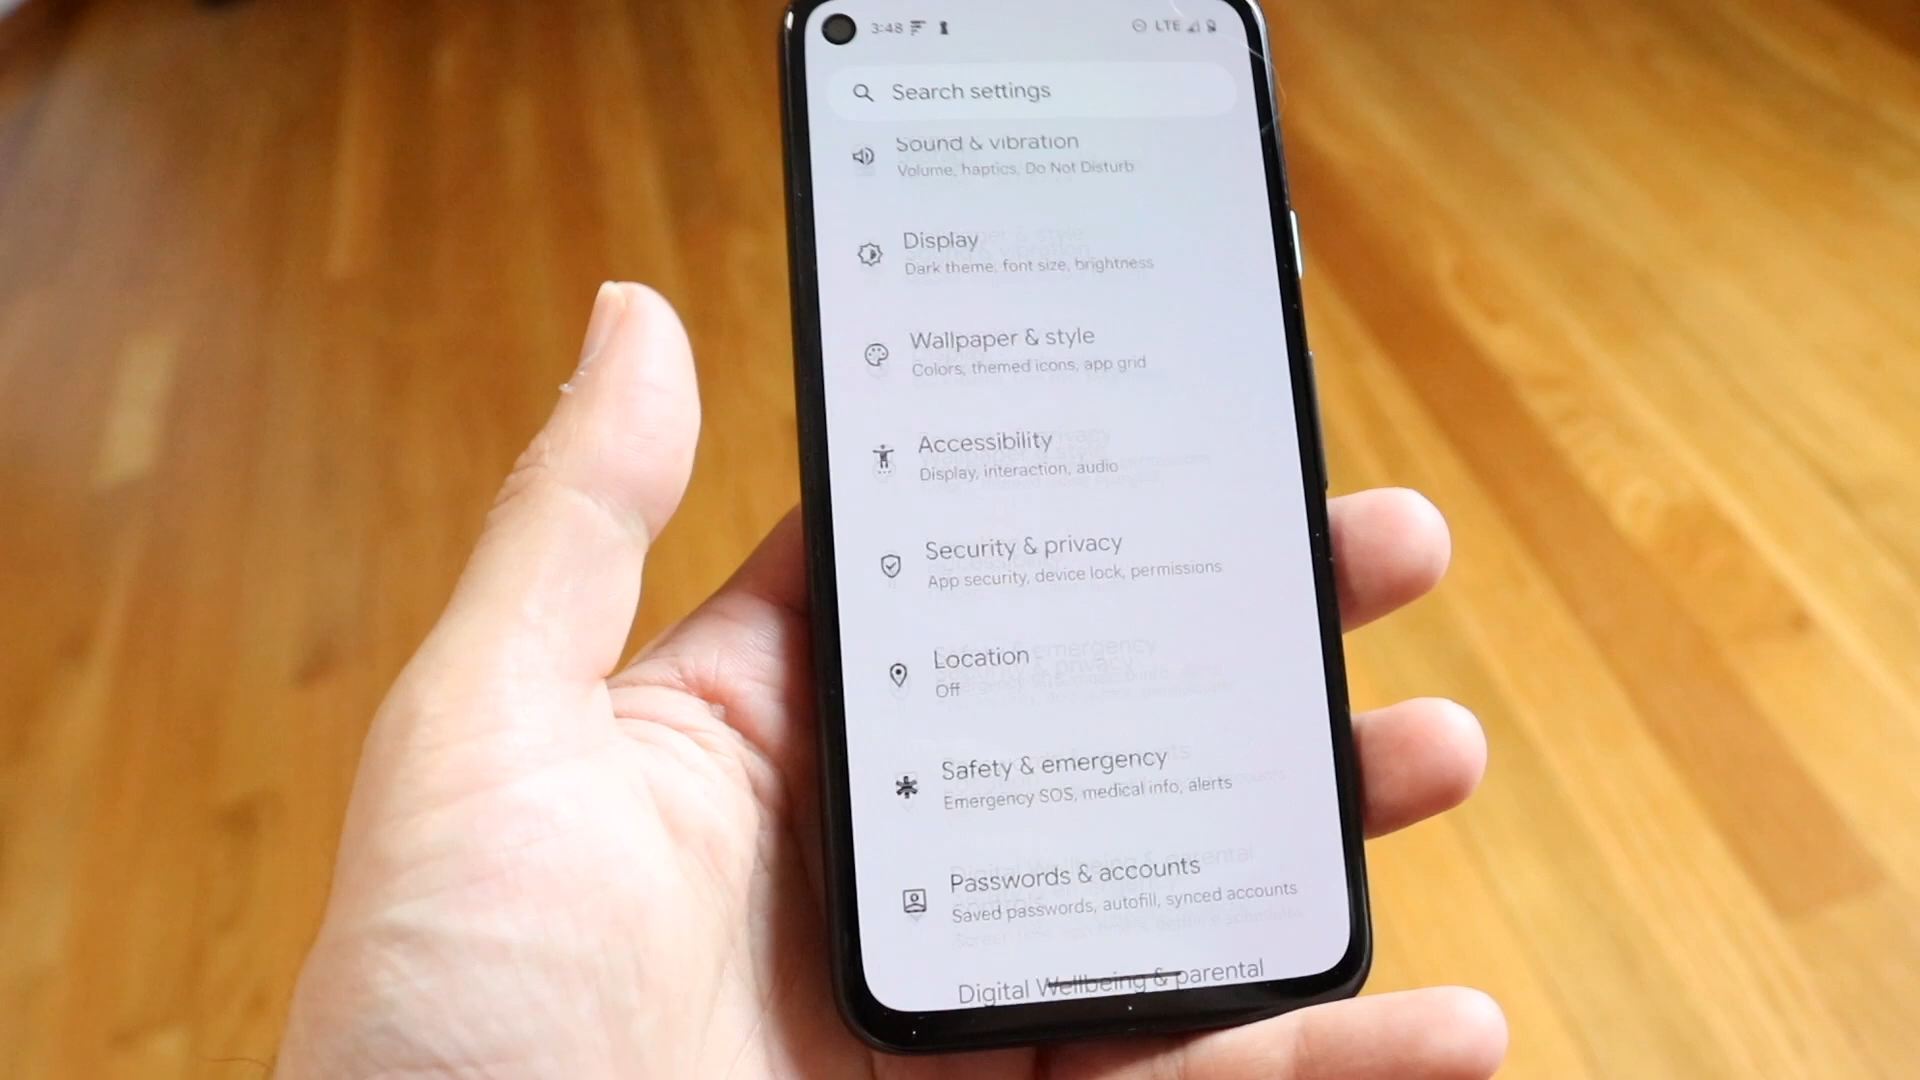 3:48 LTE
Search settings
Sound & vibration
Volume, haptics, Do Not Disturb
Display
Dark theme, font size, brightness
Wallpaper & style
Colors, themed icons, app grid
Accessibility
Display, interaction, audio
Security & privacy
App security, device lock, permissions
Location
Off
Safety & emergency
Emergency SOS, medical info, alerts
Passwords & accounts
Saved passwords, autofill, synced accounts
Digital Wellbeing & parental